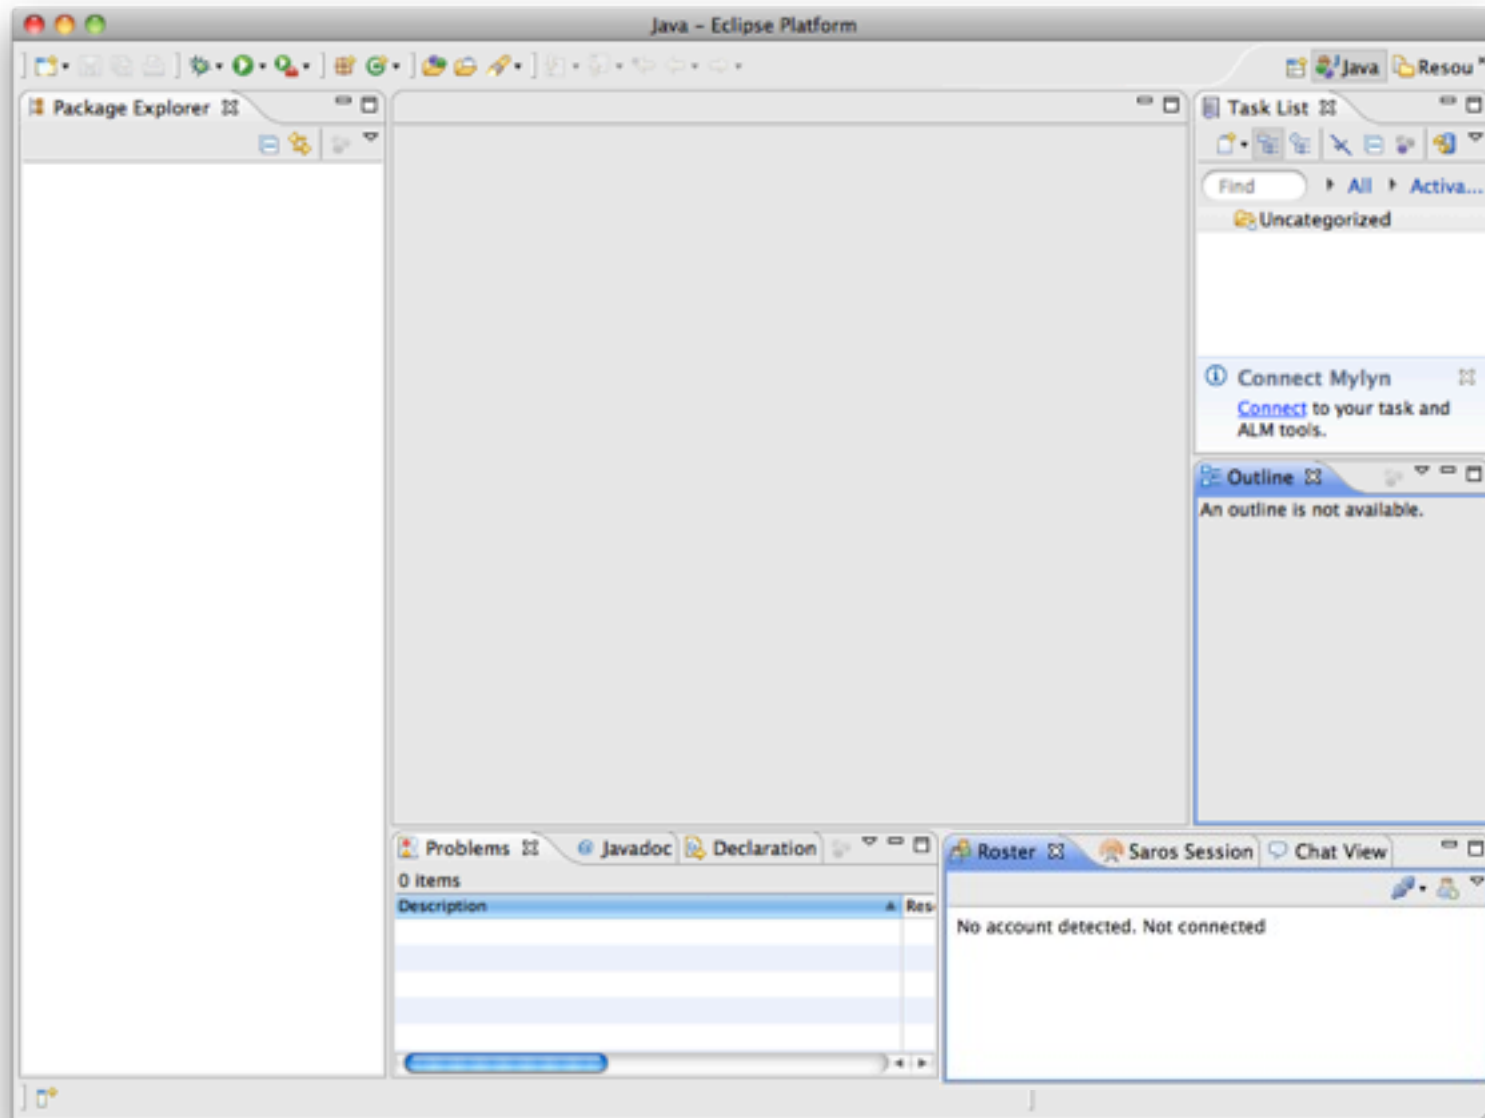 Java – Eclipse Platform
Java
Resou
Package Explorer
Task List
Find
All
Activa...
Uncategorized
Connect Mylyn
Connect to your task and
ALM tools.
Outline
An outline is not available.
Problems
Javadoc
Declaration
0 items
Description
Res
Roster
Saros Session
Chat View
No account detected. Not connected